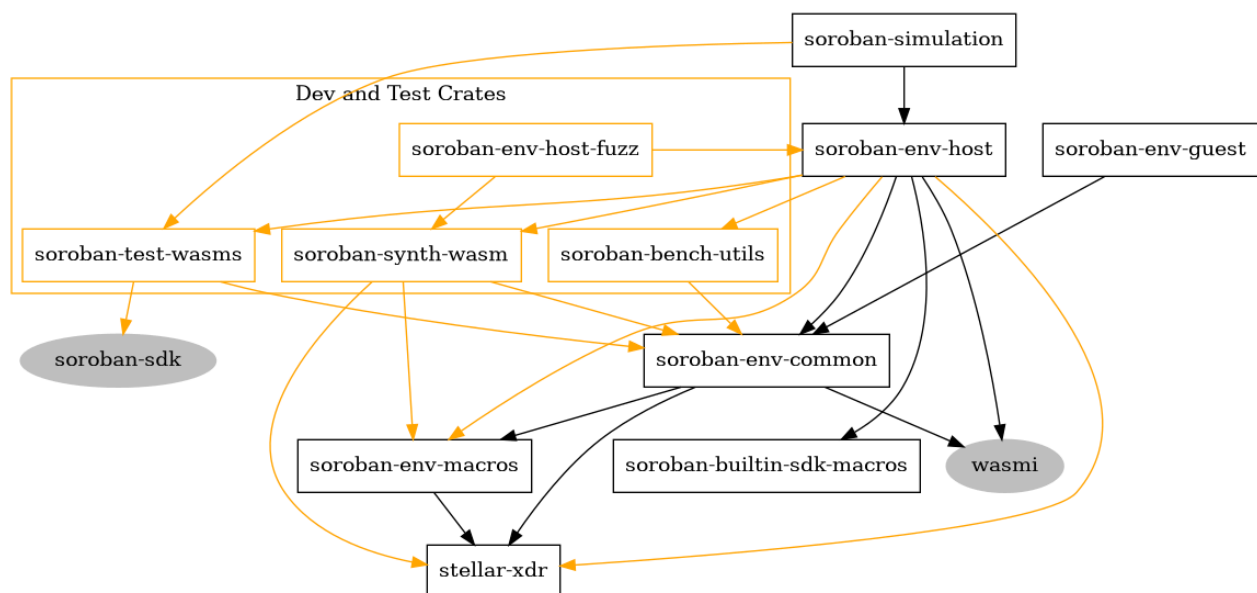 soroban-simulation
Dev and Test Crates
soroban-env-host-fuzz
soroban-env-host
soroban-env-guest
soroban-test-wasms
soroban-synth-wasm
soroban-bench-utils
soroban-sdk
soroban-env-common
soroban-env-macros
soroban-builtin-sdk-macros
wasmi
stellar-xdr